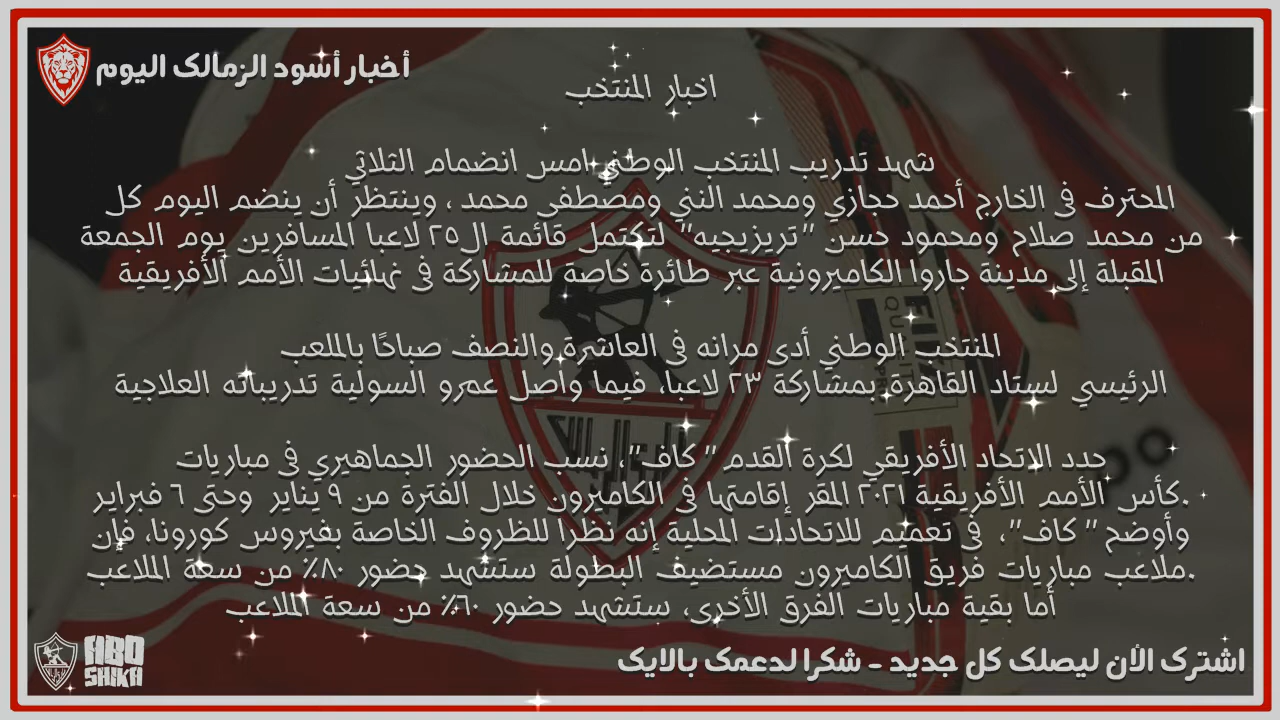 أخبار أسود الزمالك اليوم
اخبار المنتخب
شهد تدريب المنتخب الوطني امس انضمام الثلاثي
المحترف في الخارج أحمد حجازي ومحمد النني ومصطفى محمد ، وينتظر أن ينضم اليوم كل
من محمد صلاح ومحمود حسن "تريزيجيه" لتكتمل قائمة ال٢٥ لاعبا المسافرين يوم الجمعة
المقبلة إلى مدينة جاروا الكاميرونية عبر طائرة خاصة للمشاركة في نهائيات الأمم الأفريقية
المنتخب الوطني أدى مرانه في العاشرة والنصف صباحًا بالملعب
الرئيسي لستاد القاهرة بمشاركة ٢٣ لاعبا، فيما واصل عمرو السولية تدريباته العلاجية
حدد الاتحاد الأفريقي لكرة القدم "كاف"، نسب الحضور الجماهيري في مباريات
.كأس الأمم الأفريقية ٢٠٢١ المقر إقامتها في الكاميرون خلال الفترة من ٩ يناير وحتى ٦ فبراير
وأوضح "كاف"، في تعميم للاتحادات المحلية إنه نظرا للظروف الخاصة بفيروس كورونا، فإن
.ملاعب مباريات فريق الكاميرون مستضيف البطولة ستشهد حضور ٨٠٪ من سعة الملاعب
أما بقية مباريات الفرق الأخرى، ستشهد حضور ٦٠٪ من سعة الملاعب
ABO
SHIKA
اشترك الأن ليصلك كل جديد - شكرا لدعمك بالايك